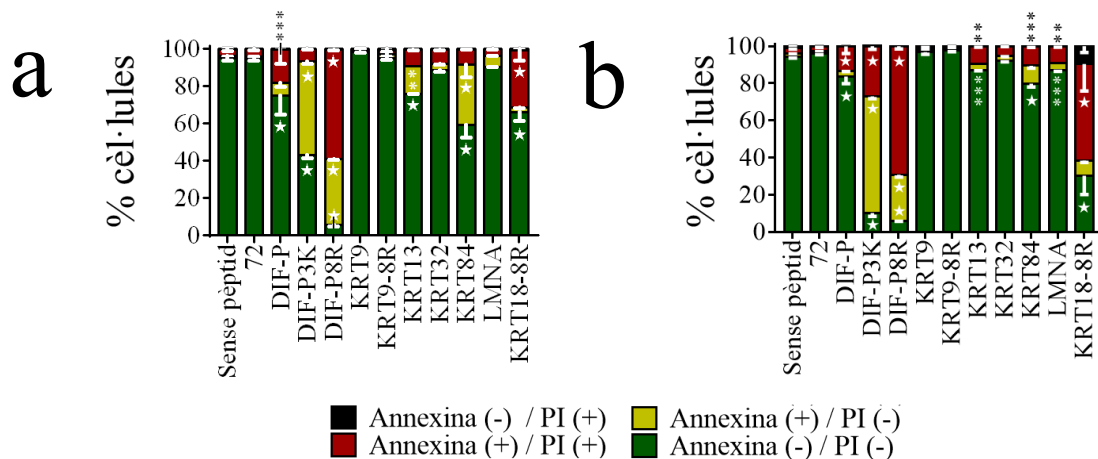 a
b
% cèl·lules
100
80
60
40
20
0
***
**
Sense pèptid
72
DIF-P
DIF-P3K
DIF-P8R
KRT9
KRT9-8R
KRT13
KRT32
KRT84
LMNA
KRT18-8R
% cèl·lules
100
80
60
40
20
0
**
***
**
***
***
Sense pèptid
72
DIF-P
DIF-P3K
DIF-P8R
KRT9
KRT9-8R
KRT13
KRT32
KRT84
LMNA
KRT18-8R
Annexina (-) / PI (+)
Annexina (+) / PI (-)
Annexina (+) / PI (+)
Annexina (-) / PI (-)